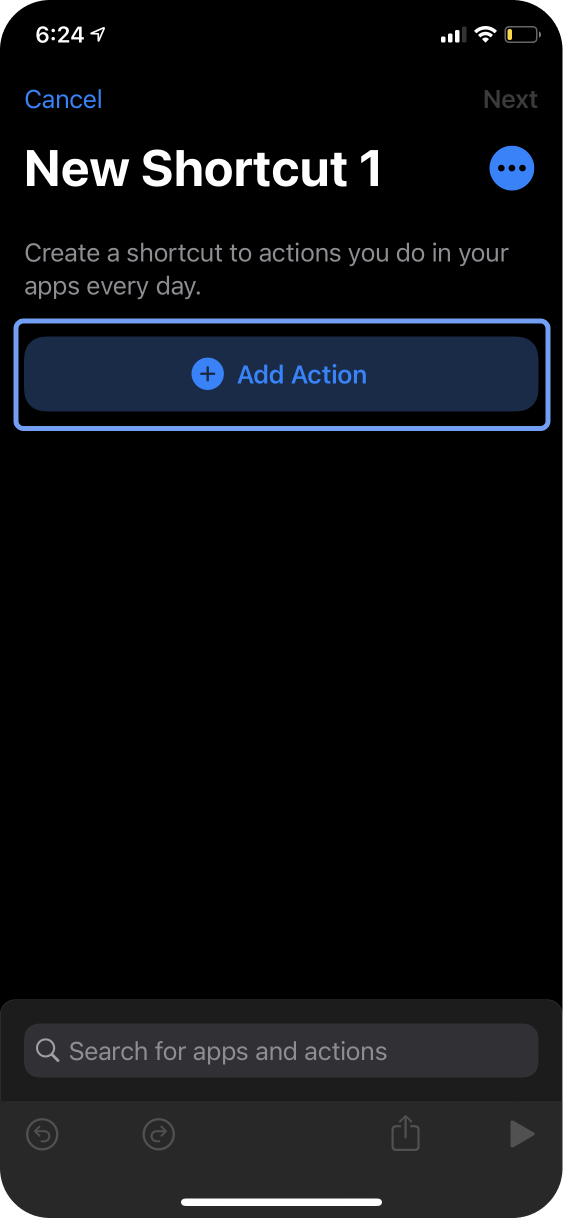 6:24
Cancel Next
New Shortcut 1
Create a shortcut to actions you do in your
apps every day.
Add Action
Search for apps and actions